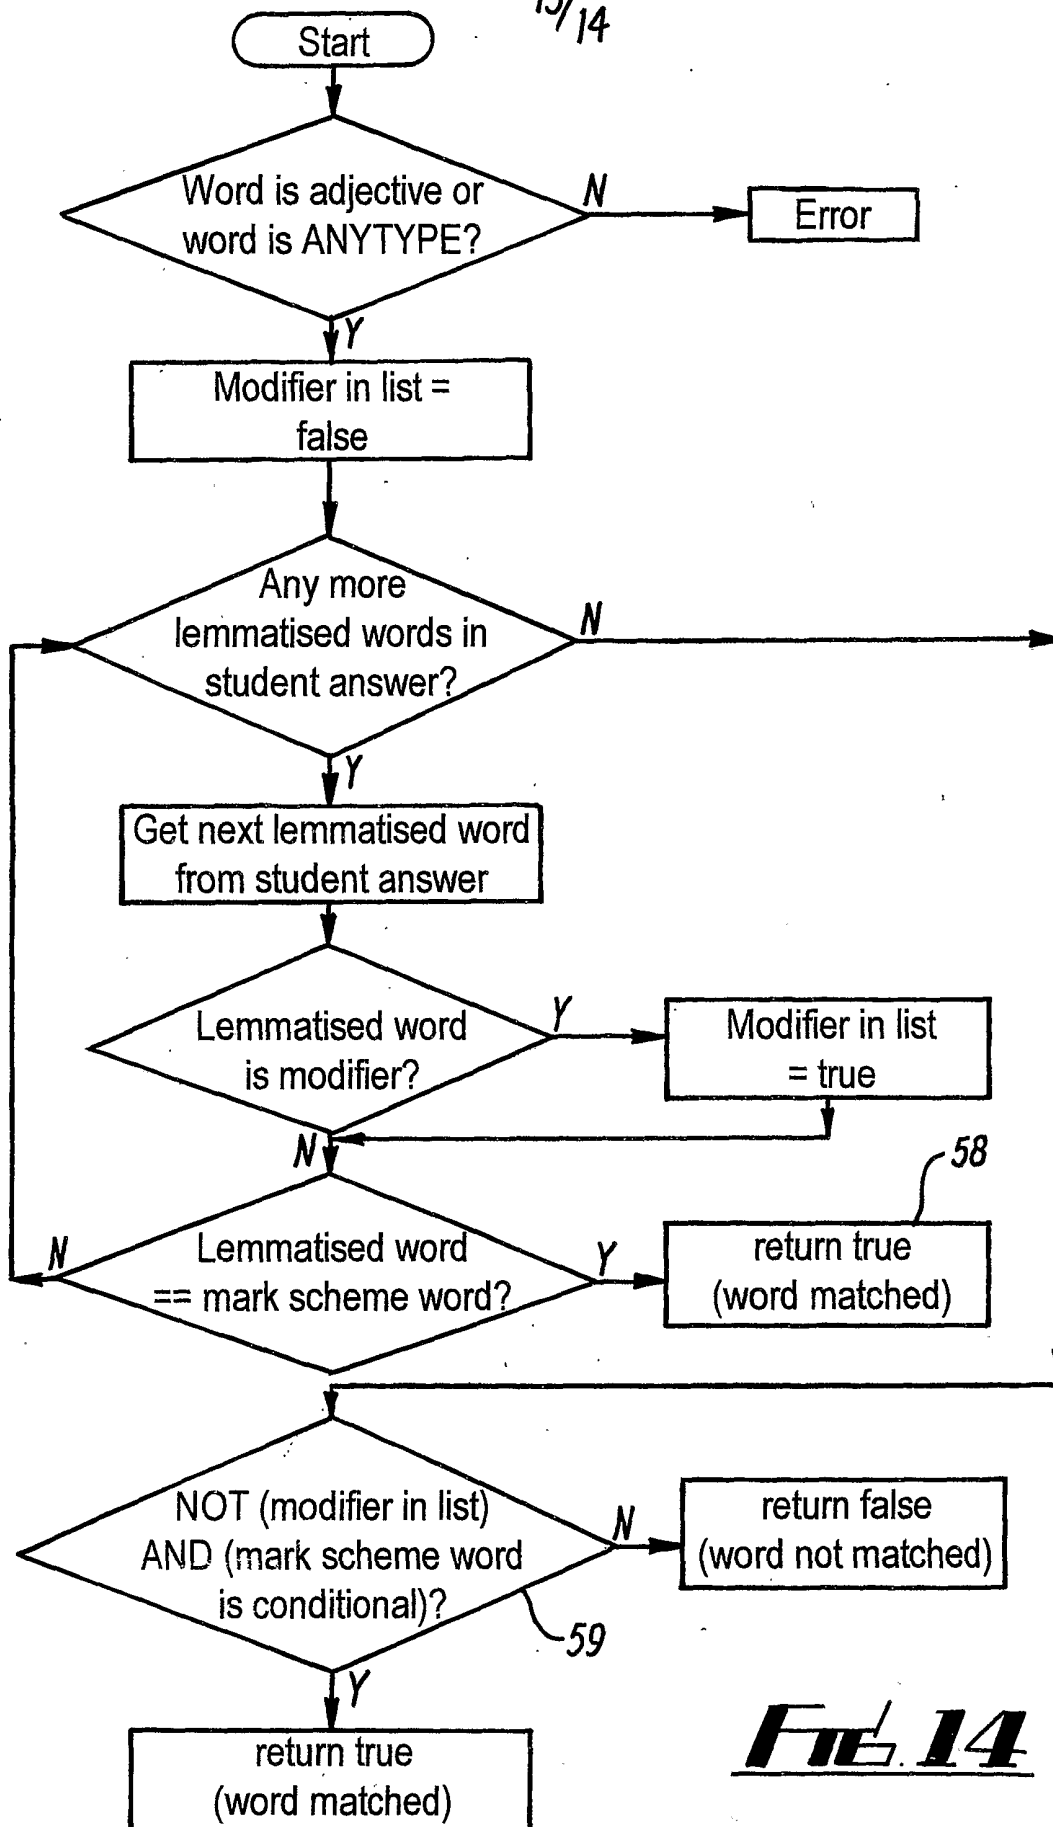 15/14
Start
Word is adjective or
word is ANYTYPE?
N
Error
Y
Modifier in list =
false
Any more
lemmatised words in
student answer?
N
Y
Get next lemmatised word
from student answer
Lemmatised word
is modifier?
Y
Modifier in list
= true
N
58
Lemmatised word
== mark scheme word?
N
Y
return true
(word matched)
NOT (modifier in list)
AND (mark scheme word
is conditional)?
N
return false
(word not matched)
59
Y
return true
(word matched)
FIG. 14